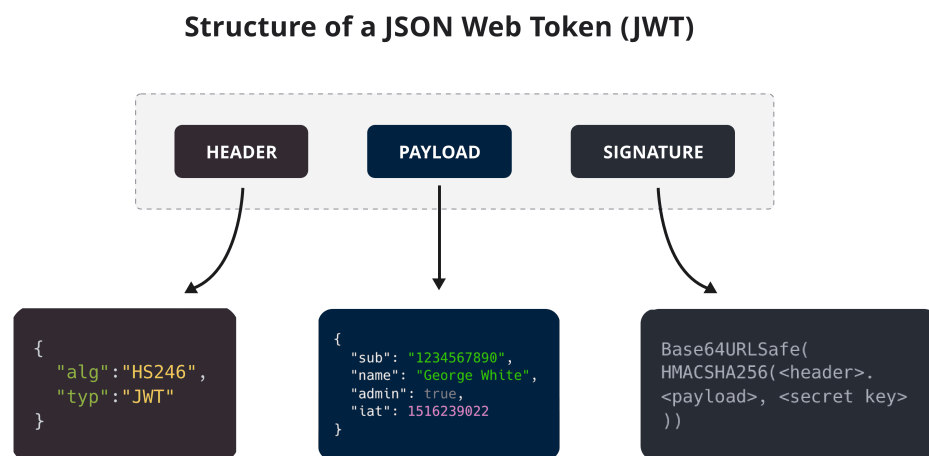 Structure of a JSON Web Token (JWT)
HEADER
PAYLOAD
SIGNATURE
{
"alg":"HS246",
"typ":"JWT"
}
{
"sub": "1234567890",
"name": "George White",
"admin": true,
"iat": 1516239022
}
Base64URLSafe(
HMACSHA256(<header>.
<payload>, <secret key>
))